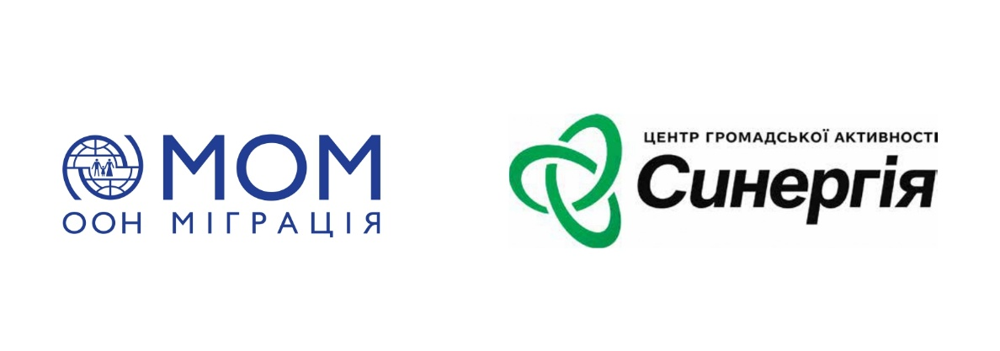 МОМ
ООН МІГРАЦІЯ
ЦЕНТР ГРОМАДСЬКОЇ АКТИВНОСТІ
Синергія